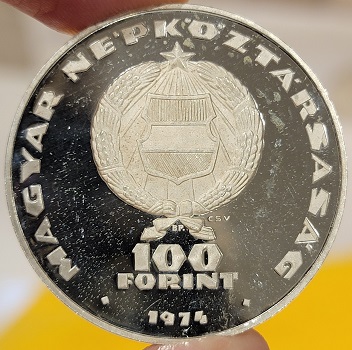 MAGYAR NÉPKÖZTÁRSASÁG
CSV
BP.
100
FORINT
• 1974 •